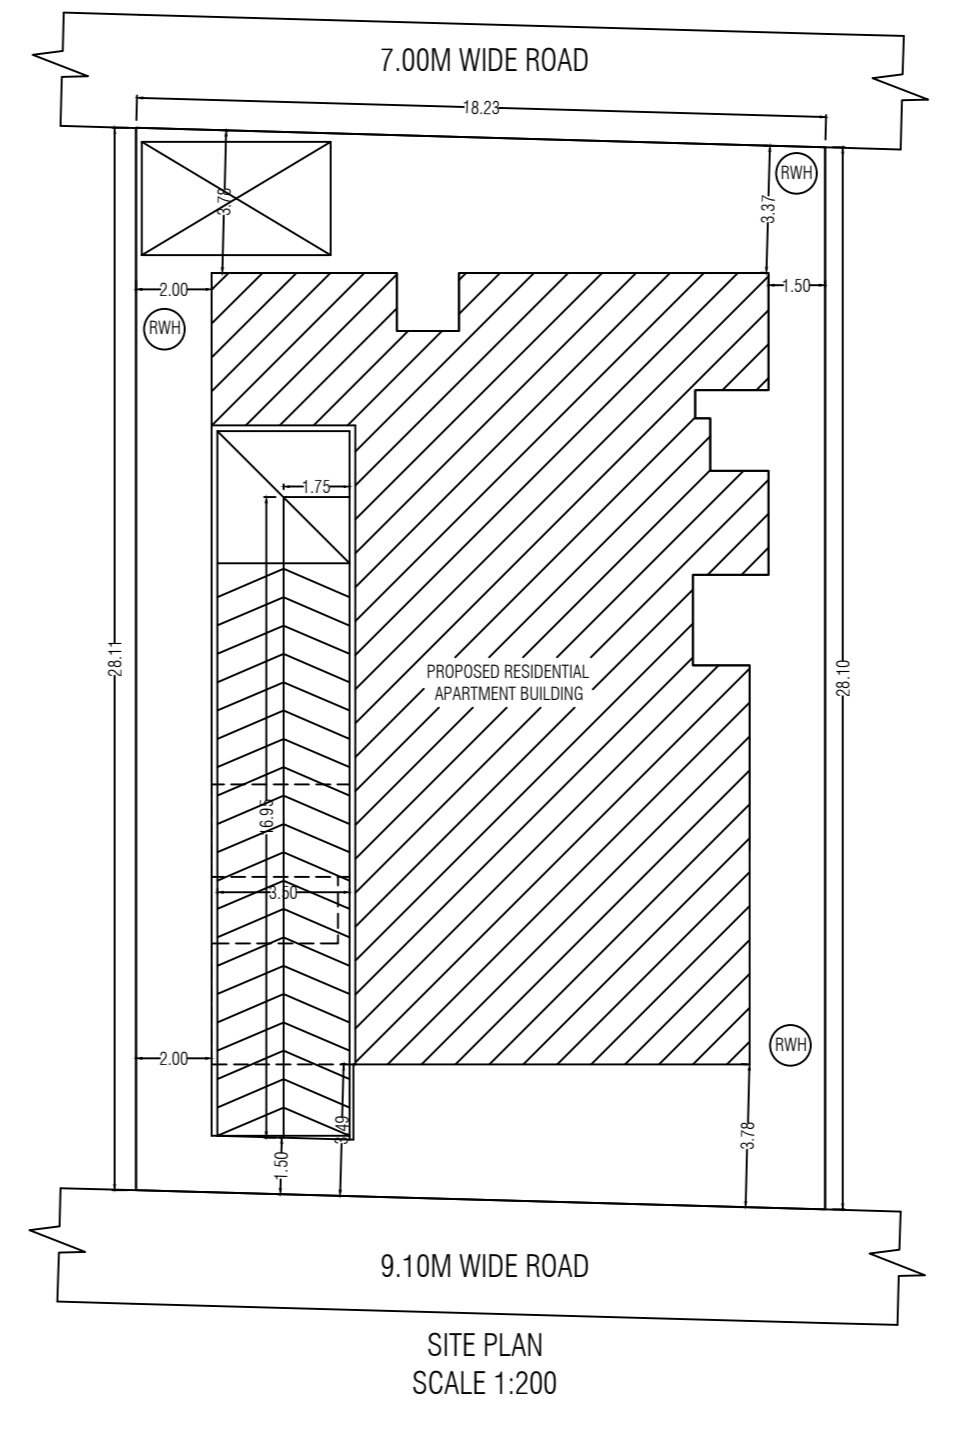 7.00M WIDE ROAD
18.23
RWH
3.78
3.37
2.00
1.50
RWH
1.75
28.11
PROPOSED RESIDENTIAL
APARTMENT BUILDING
28.10
16.95
3.50
RWH
2.00
3.49
3.78
1.50
9.10M WIDE ROAD
SITE PLAN
SCALE 1:200